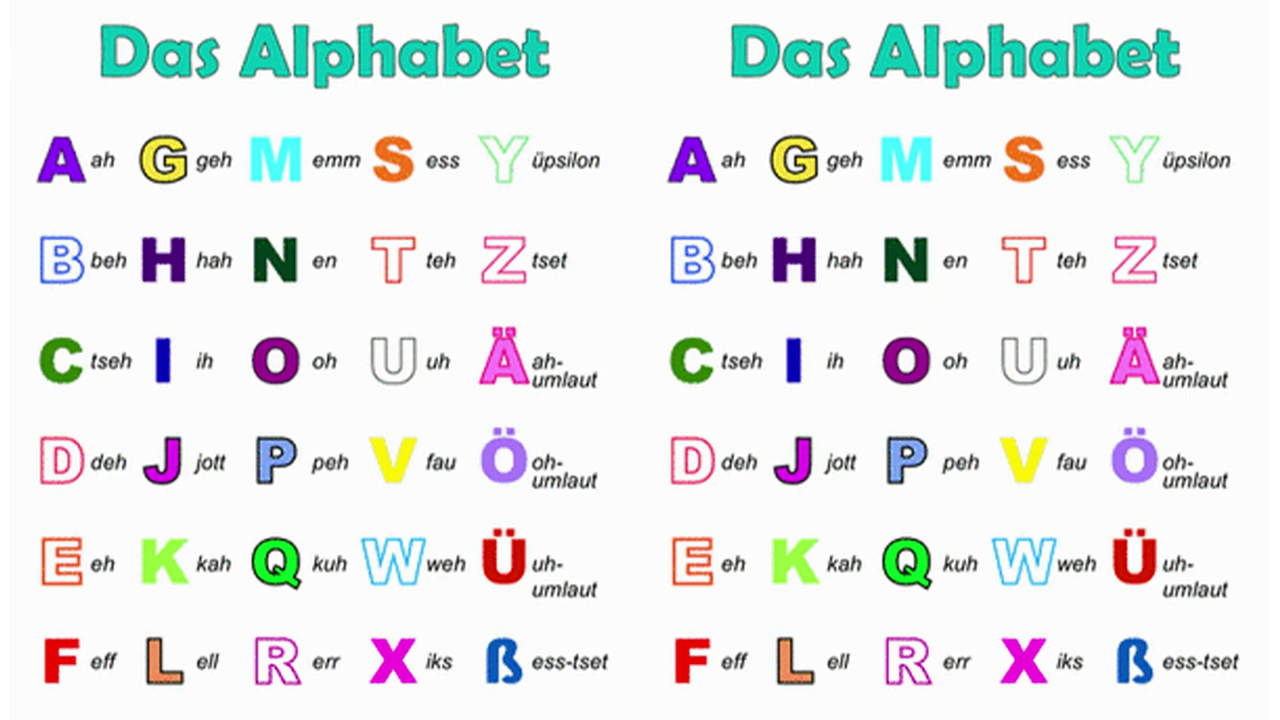 Das Alphabet
A ah G geh M emm S ess Y üpsilon
B beh H hah N en T teh Z tset
C tseh I ih O oh U uh Ä ah-
umlaut
D deh J jott P peh V fau Ö oh-
umlaut
E eh K kah Q kuh W weh Ü uh-
umlaut
F eff L ell R err X iks ß ess-tset
Das Alphabet
A ah G geh M emm S ess Y üpsilon
B beh H hah N en T teh Z tset
C tseh I ih O oh U uh Ä ah-
umlaut
D deh J jott P peh V fau Ö oh-
umlaut
E eh K kah Q kuh W weh Ü uh-
umlaut
F eff L ell R err X iks ß ess-tset